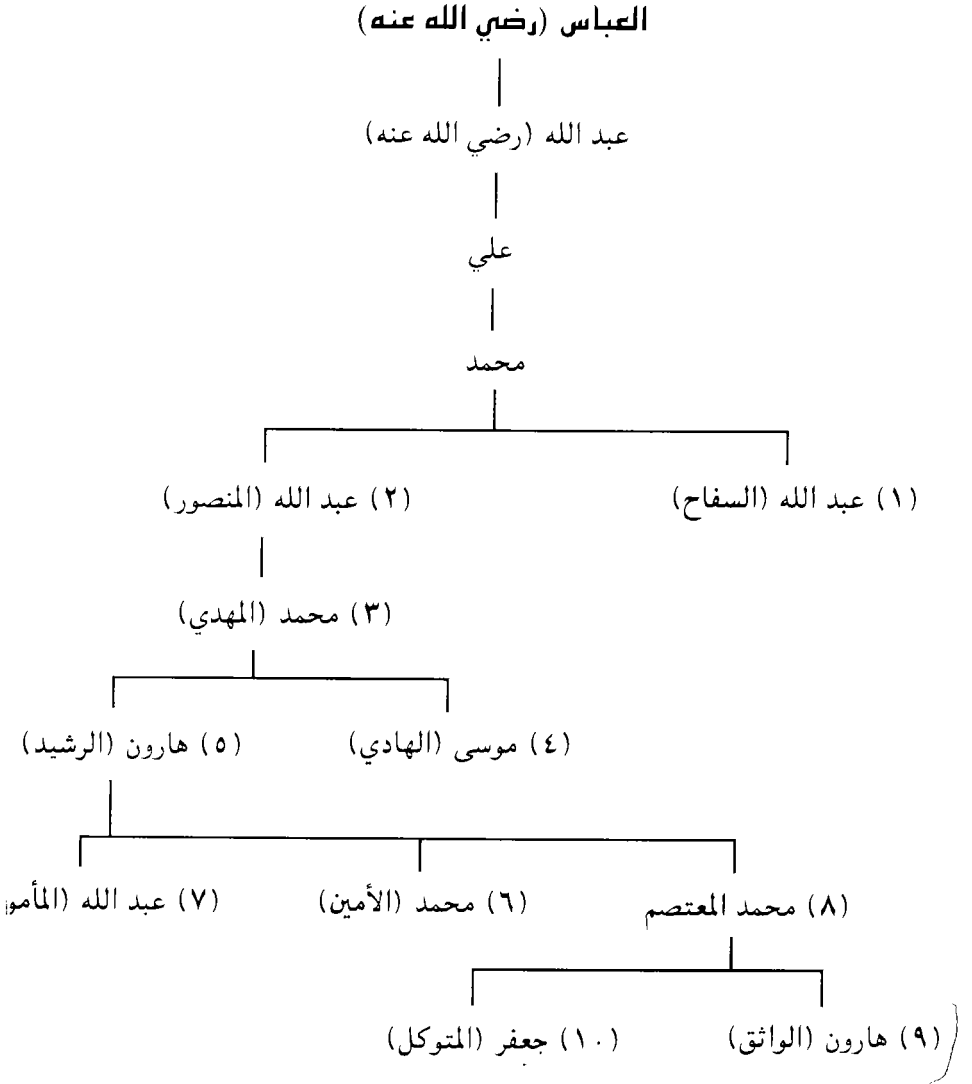 العباس (رضي الله عنه)
عبد الله (رضي الله عنه)
علي
محمد
(١) عبد الله (السفاح) (٢) عبد الله (المنصور)
(٣) محمد (المهدي)
(٤) موسى (الهادي) (٥) هارون (الرشيد)
(٨) محمد المعتصم (٦) محمد (الأمين) (٧) عبد الله (المأمو
(٩) هارون (الواثق) (١٠) جعفر (المتوكل)